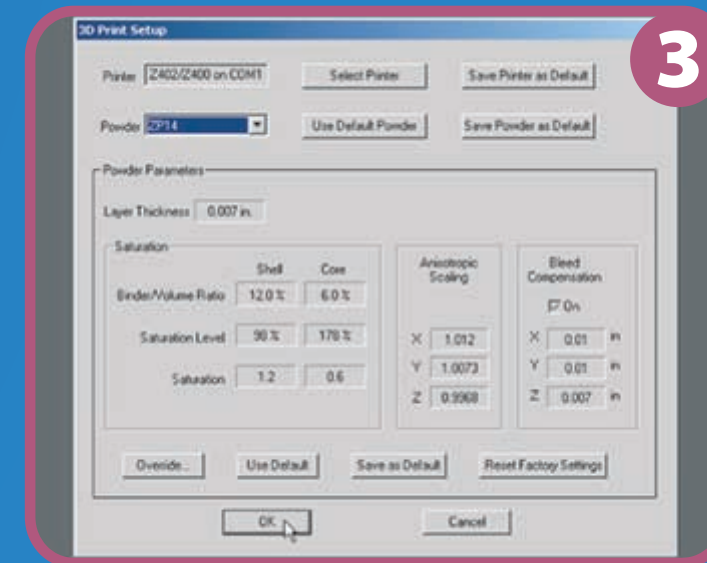 3D Print Setup
3
Printer Z402/Z400 on COM1 Select Printer Save Printer as Default
Powder ZP14 Use Default Powder Save Powder as Default
Powder Parameters
Layer Thickness 0.007 in.
Saturation
Shell Core
Binder/Volume Ratio 12.0 % 6.0 %
Saturation Level 98 % 178 %
Saturation 1.2 0.6
Anisotropic
Scaling
X 1.012
Y 1.0073
Z 0.9968
Bleed
Compensation
On
X 0.01 in
Y 0.01 in
Z 0.007 in
Override... Use Default Save as Default Reset Factory Settings
OK Cancel